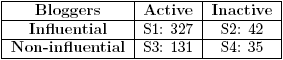 Bloggers Active Inactive
Influential S1: 327 S2: 42
Non-influential S3: 131 S4: 35